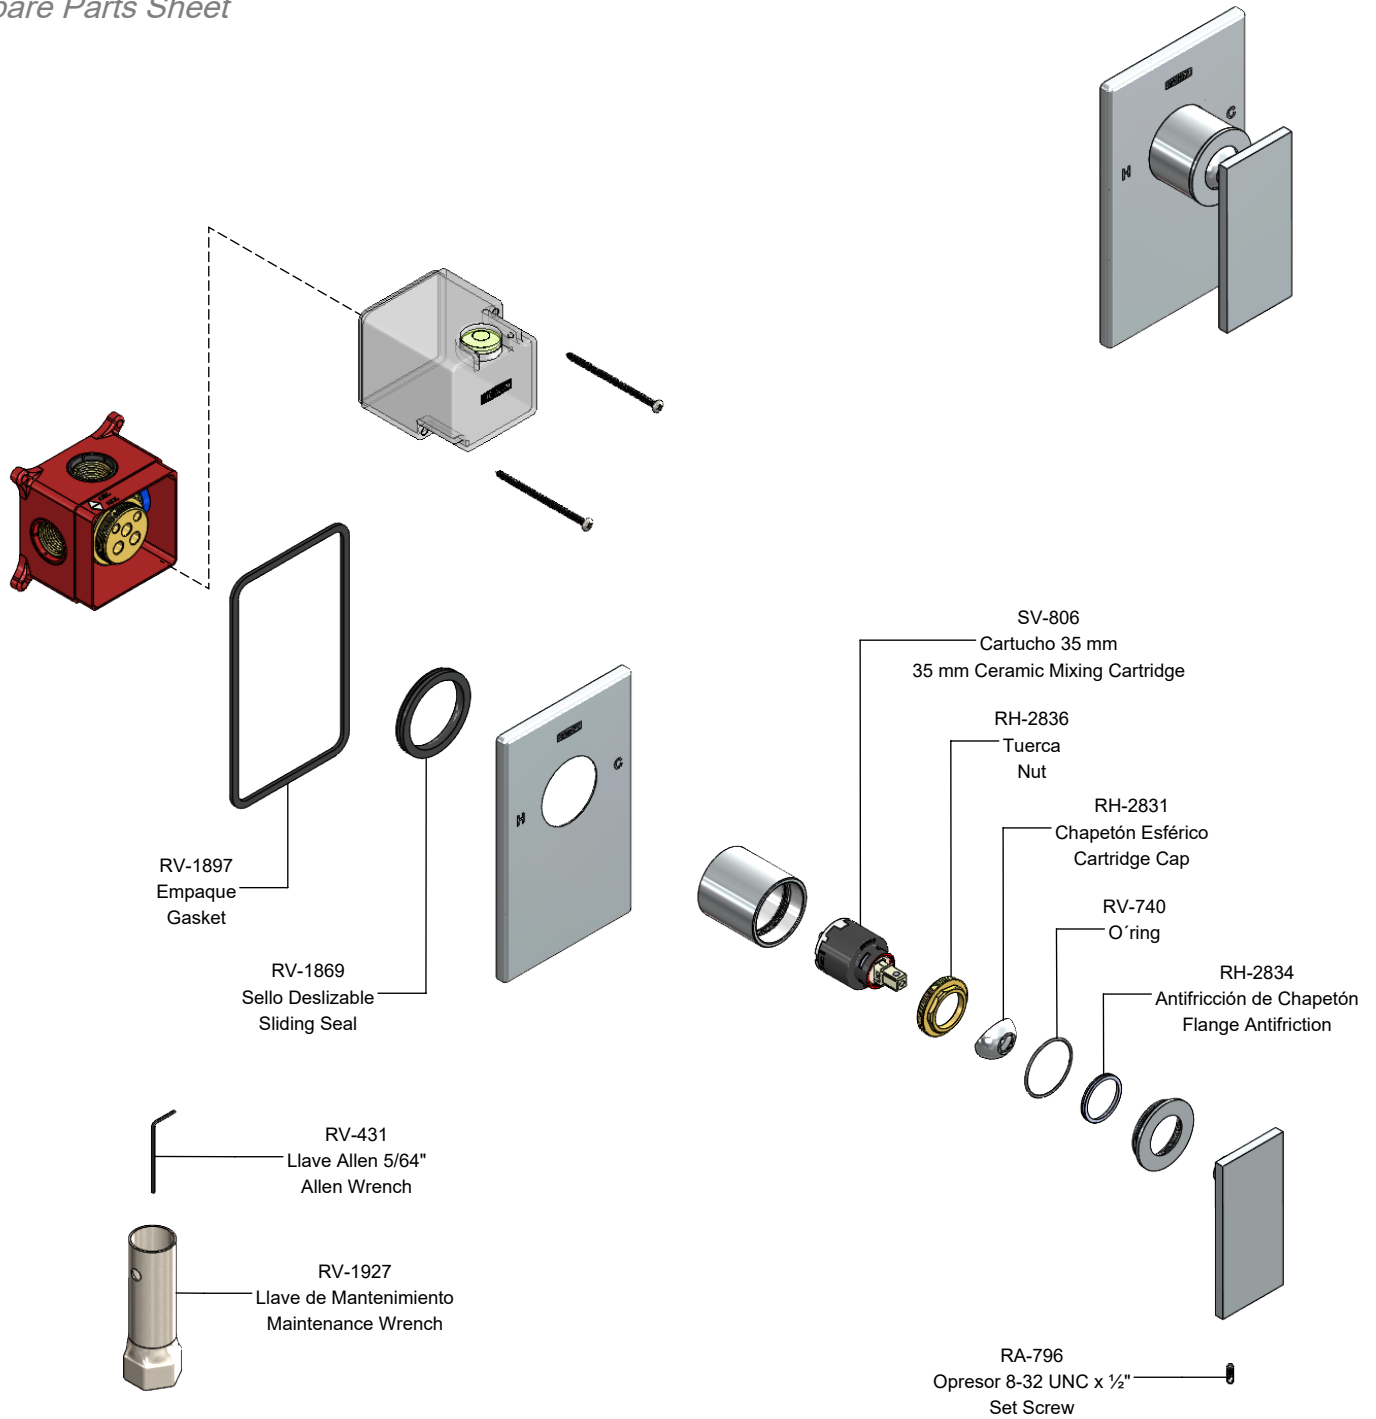 pare Parts Sheet
C
H
SV-806
Cartucho 35 mm
35 mm Ceramic Mixing Cartridge
RH-2836
Tuerca
Nut
C
H
RH-2831
Chapetón Esférico
Cartridge Cap
RV-1897
Empaque
Gasket
RV-740
O´ring
RV-1869
Sello Deslizable
Sliding Seal
RH-2834
Antifricción de Chapetón
Flange Antifriction
RV-431
Llave Allen 5/64"
Allen Wrench
RV-1927
Llave de Mantenimiento
Maintenance Wrench
RA-796
Opresor 8-32 UNC x ½"
Set Screw